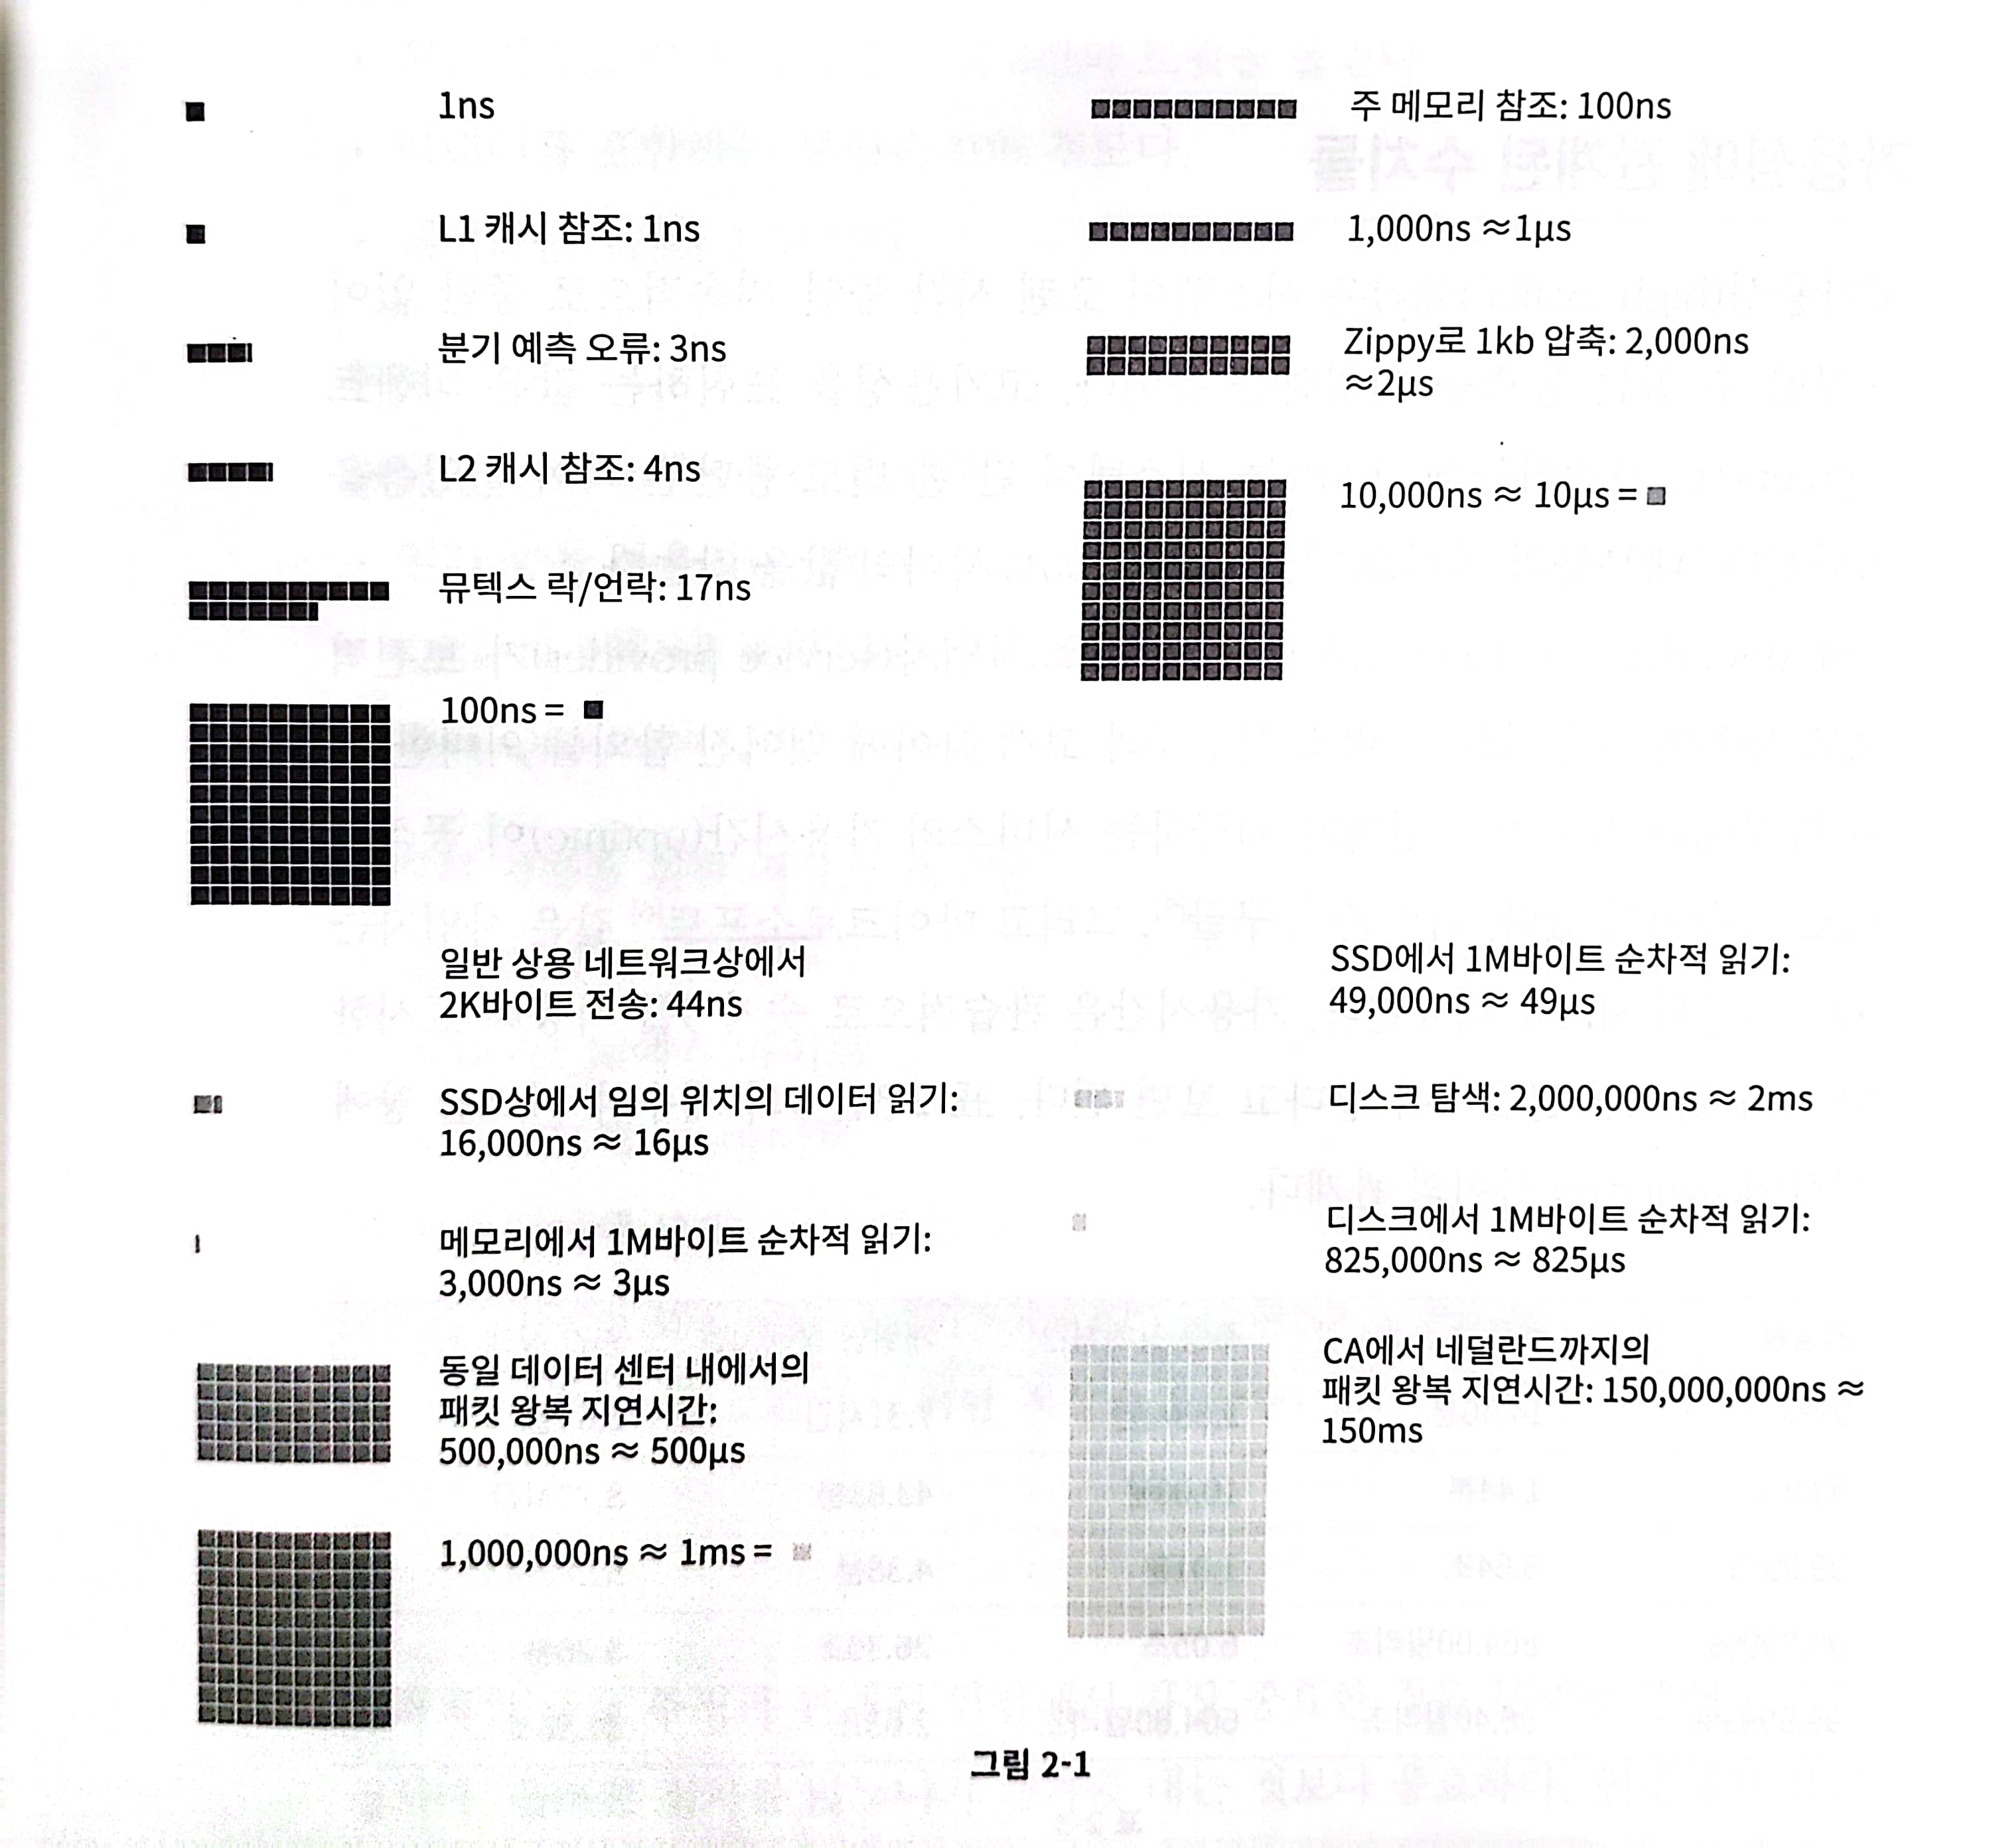 1ns
L1 캐시 참조: 1ns
분기 예측 오류: 3ns
L2 캐시 참조: 4ns
뮤텍스 락/언락: 17ns
100ns =
주 메모리 참조: 100ns
1,000ns ≈1μs
Zippy로 1kb 압축: 2,000ns
≈2μs
10,000ns ≈ 10μs =
일반 상용 네트워크상에서
2K바이트 전송: 44ns
SSD상에서 임의 위치의 데이터 읽기:
16,000ns ≈ 16μs
메모리에서 1M바이트 순차적 읽기:
3,000ns ≈ 3μs
동일 데이터 센터 내에서의
패킷 왕복 지연시간:
500,000ns ≈ 500μs
1,000,000ns ≈ 1ms =
SSD에서 1M바이트 순차적 읽기:
49,000ns ≈ 49μs
디스크 탐색: 2,000,000ns ≈ 2ms
디스크에서 1M바이트 순차적 읽기:
825,000ns ≈ 825μs
CA에서 네덜란드까지의
패킷 왕복 지연시간: 150,000,000ns ≈
150ms
그림 2-1